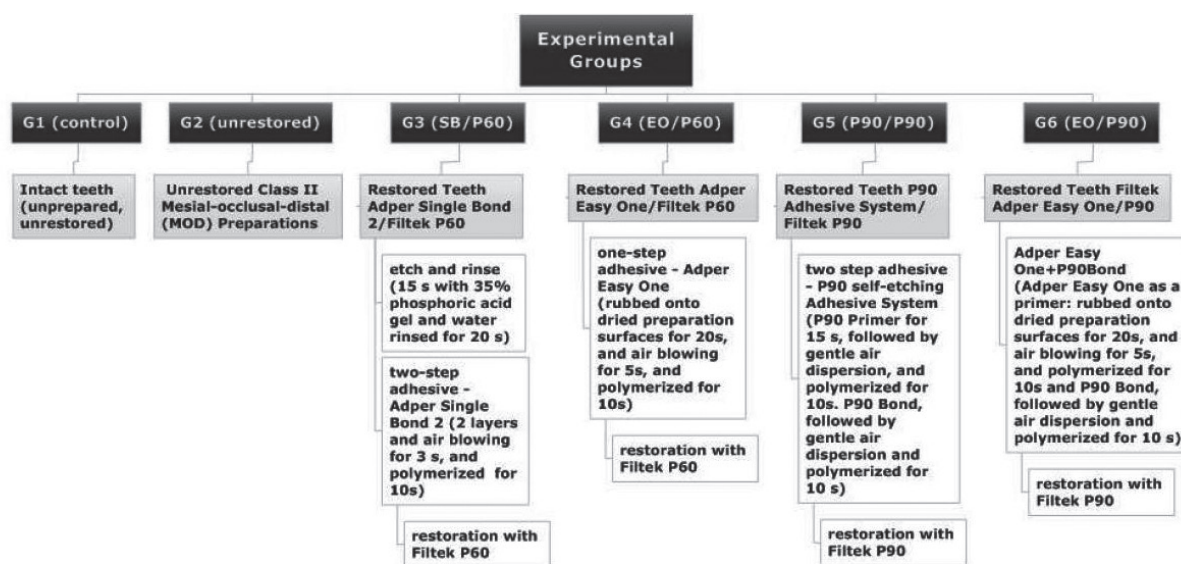 Experimental
Groups
G1 (control)
G2 (unrestored)
G3 (SB/P60)
G4 (EO/P60)
G5 (P90/P90)
G6 (EO/P90)
Intact teeth
(unprepared,
unrestored)
Unrestored Class II
Mesial-occlusal-distal
(MOD) Preparations
Restored Teeth
Adper Single Bond
2/Filtek P60
etch and rinse
(15 s with 35%
phosphoric acid
gel and water
rinsed for 20 s)
two-step
adhesive -
Adper Single
Bond 2 (2 layers
and air blowing
for 3 s, and
polymerized for
10s)
restoration with
Filtek P60
Restored Teeth Adper
Easy One/Filtek P60
one-step
adhesive - Adper
Easy One
(rubbed onto
dried preparation
surfaces for 20s,
and air blowing
for 5s, and
polymerized for
10s)
restoration with
Filtek P60
Restored Teeth P90
Adhesive System/
Filtek P90
two step adhesive
- P90 self-etching
Adhesive System
(P90 Primer for
15 s, followed by
gentle air
dispersion, and
polymerized for
10s. P90 Bond,
followed by
gentle air
dispersion and
polymerized for
10 s)
restoration with
Filtek P90
Restored Teeth Filtek
Adper Easy One/P90
Adper Easy
One+P90Bond
(Adper Easy One as a
primer: rubbed onto
dried preparation
surfaces for 20s, and
air blowing for 5s,
and polymerized for
10s and P90 Bond,
followed by gentle
air dispersion and
polymerized for 10 s)
restoration with
Filtek P90